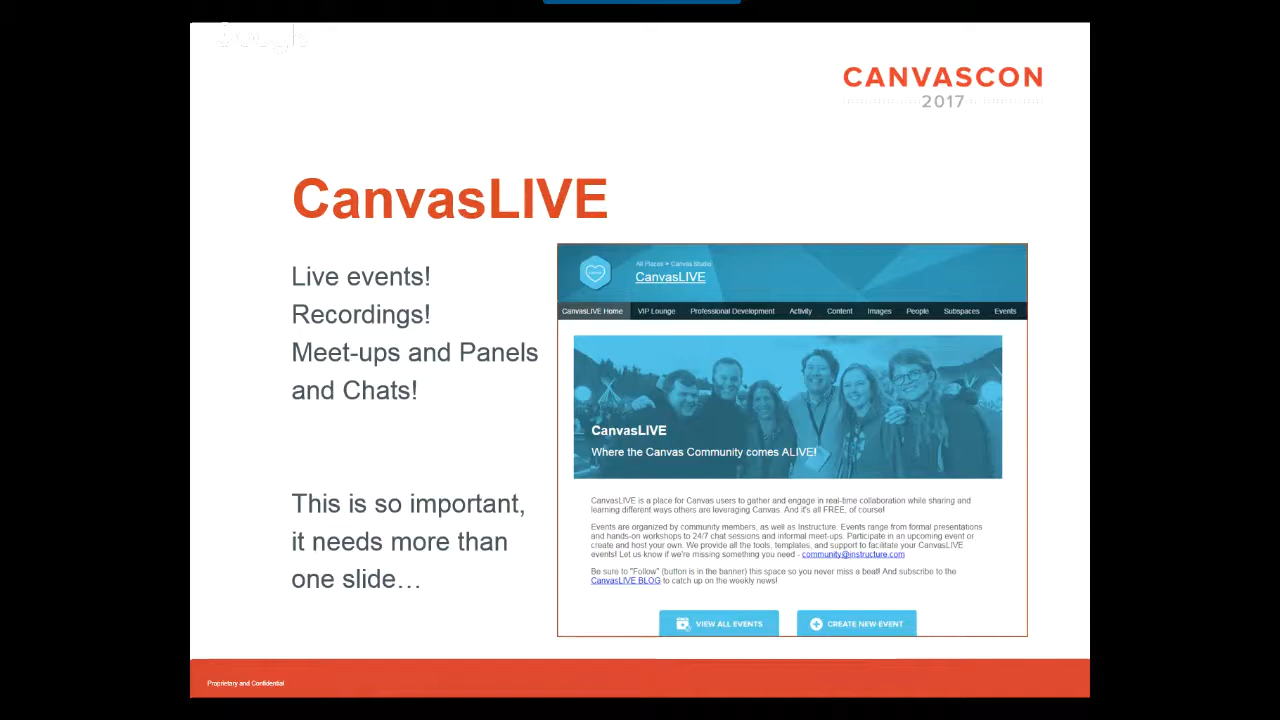 CANVASCON
2017
CanvasLIVE
Live events!
Recordings!
Meet-ups and Panels
and Chats!
This is so important,
it needs more than
one slide…
All Places > Canvas Studio
CanvasLIVE
CanvasLIVE Home VIP Lounge Professional Development Activity Content Images People Subspaces Events
CanvasLIVE
Where the Canvas Community comes ALIVE!
CanvasLIVE is a place for Canvas users to gather and engage in real-time collaboration while sharing and
learning different ways others are leveraging Canvas. And it's all FREE, of course!
Events are organized by community members, as well as Instructure. Events range from formal presentations
and hands-on workshops to 24/7 chat sessions and informal meet-ups. Participate in an upcoming event or
create and host your own. We provide all the tools, templates, and support to facilitate your CanvasLIVE
events! Let us know if we're missing something you need - community@instructure.com
Be sure to "Follow" (button is in the banner) this space so you never miss a beat! And subscribe to the
CanvasLIVE BLOG to catch up on the weekly news!
VIEW ALL EVENTS CREATE NEW EVENT
Proprietary and Confidential